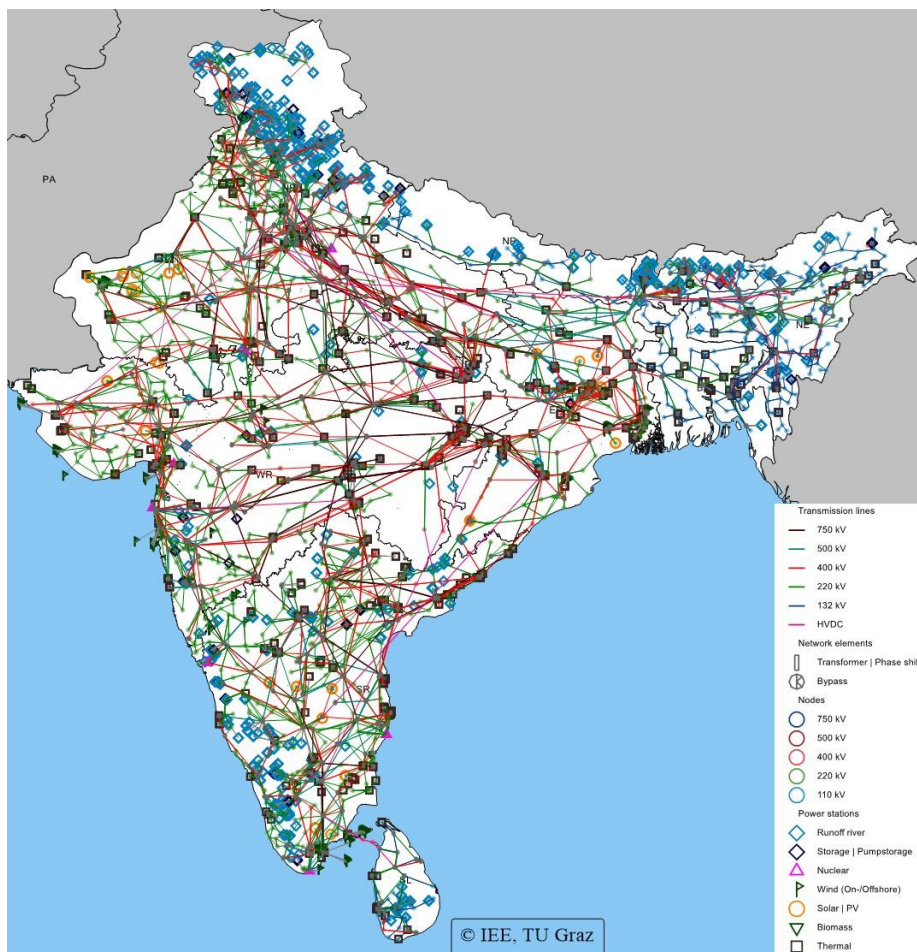 PA
NP
NE
WR
SR
SL
Transmission lines
750 kV
500 kV
400 kV
220 kV
132 kV
HVDC
Network elements
Transformer | Phase shif
Bypass
Nodes
750 kV
500 kV
400 kV
220 kV
110 kV
Power stations
Runoff river
Storage | Pumpstorage
Nuclear
Wind (On-/Offshore)
Solar | PV
Biomass
Thermal
© IEE, TU Graz